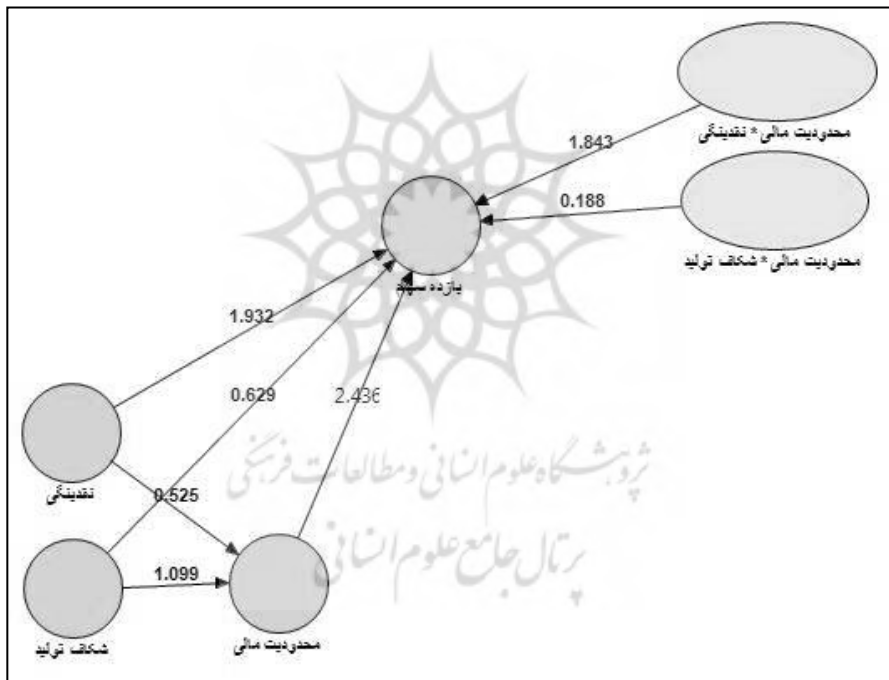 محدودیت مالی * نقدینگی
1.843
0.188
محدودیت مالی * شکاف تولید
بازده سهام
1.932
0.629
2.436
نقدینگی
0.525
پژوهشگاه علوم انسانی و مطالعات فرهنگی
پرتال جامع علوم انسانی
1.099
محدودیت مالی
شکاف تولید